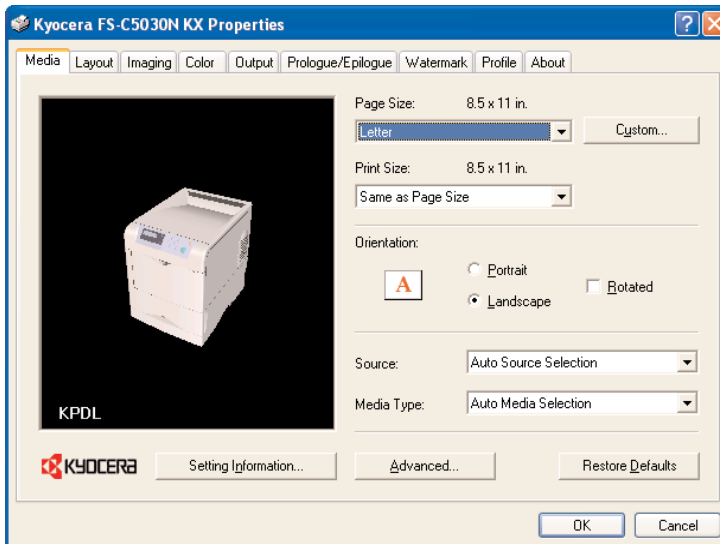 Kyocera FS-C5030N KX Properties
Media Layout Imaging Color Output Prologue/Epilogue Watermark Profile About
Page Size: 8.5 x 11 in.
Letter Custom...
Print Size: 8.5 x 11 in.
Same as Page Size
Orientation:
A
Portrait
Landscape
Rotated
Source: Auto Source Selection
Media Type: Auto Media Selection
KPDL
KYOCERA
Setting Information... Advanced... Restore Defaults
OK Cancel